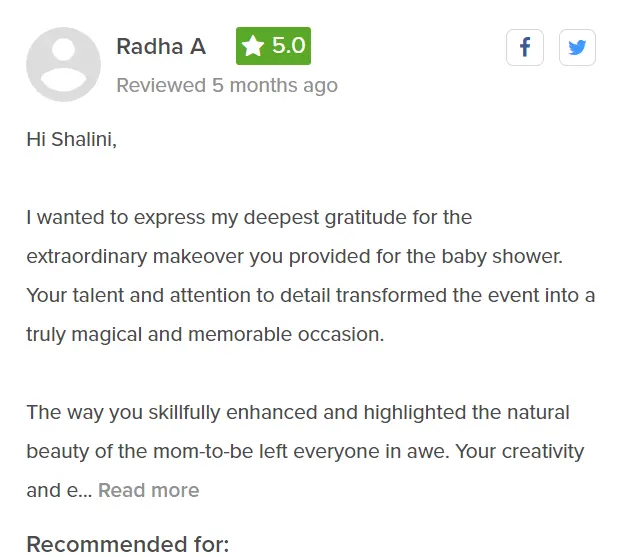 Radha A 5.0
Reviewed 5 months ago
Hi Shalini,
I wanted to express my deepest gratitude for the
extraordinary makeover you provided for the baby shower.
Your talent and attention to detail transformed the event into a
truly magical and memorable occasion.
The way you skillfully enhanced and highlighted the natural
beauty of the mom-to-be left everyone in awe. Your creativity
and e... Read more
Recommended for: